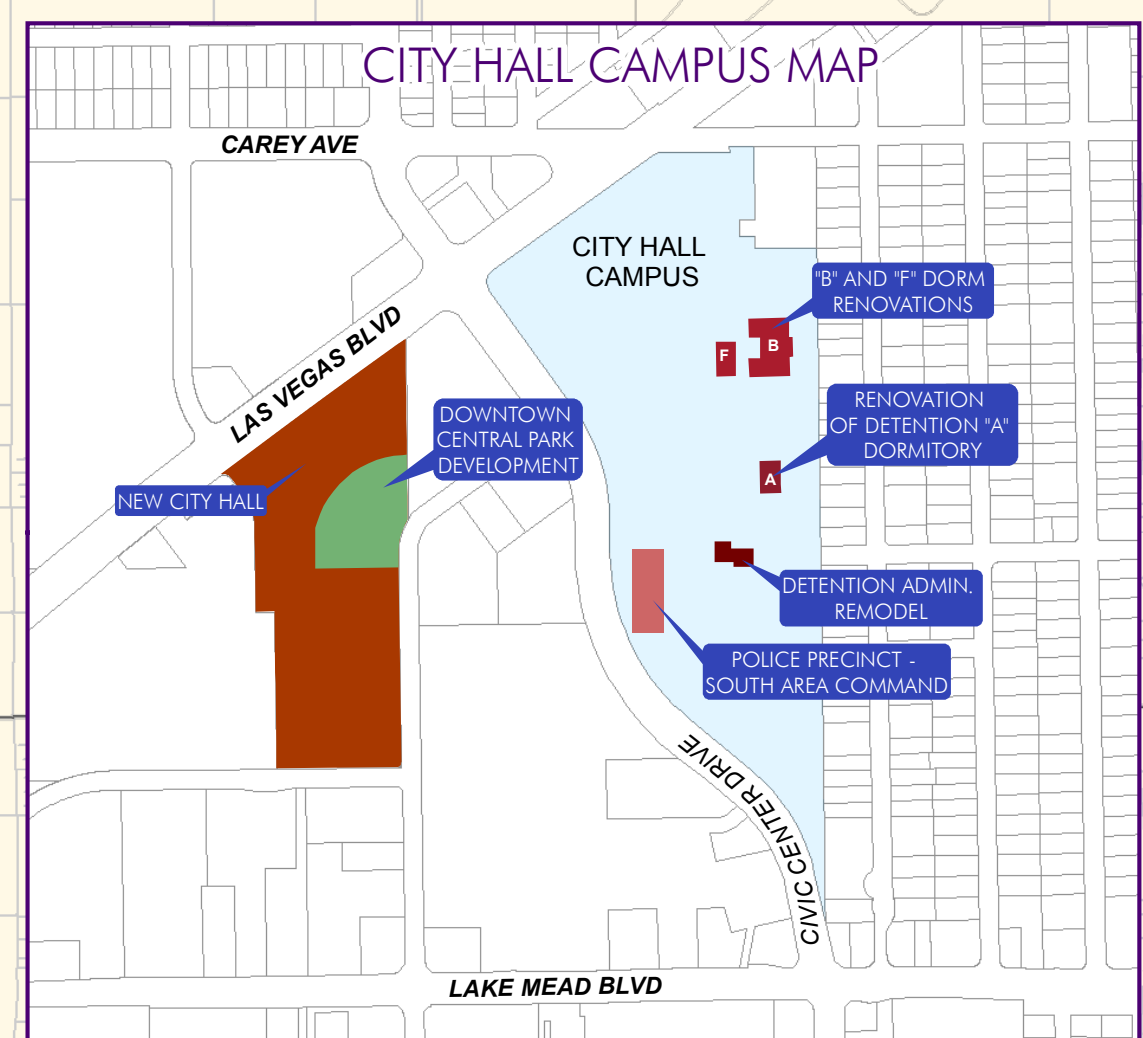 CITY HALL CAMPUS MAP
CAREY AVE
CITY HALL
CAMPUS
"B" AND "F" DORM
RENOVATIONS
F
B
LAS VEGAS BLVD
RENOVATION
OF DETENTION "A"
DORMITORY
DOWNTOWN
CENTRAL PARK
DEVELOPMENT
A
NEW CITY HALL
DETENTION ADMIN.
REMODEL
POLICE PRECINCT -
SOUTH AREA COMMAND
CIVIC CENTER DRIVE
LAKE MEAD BLVD